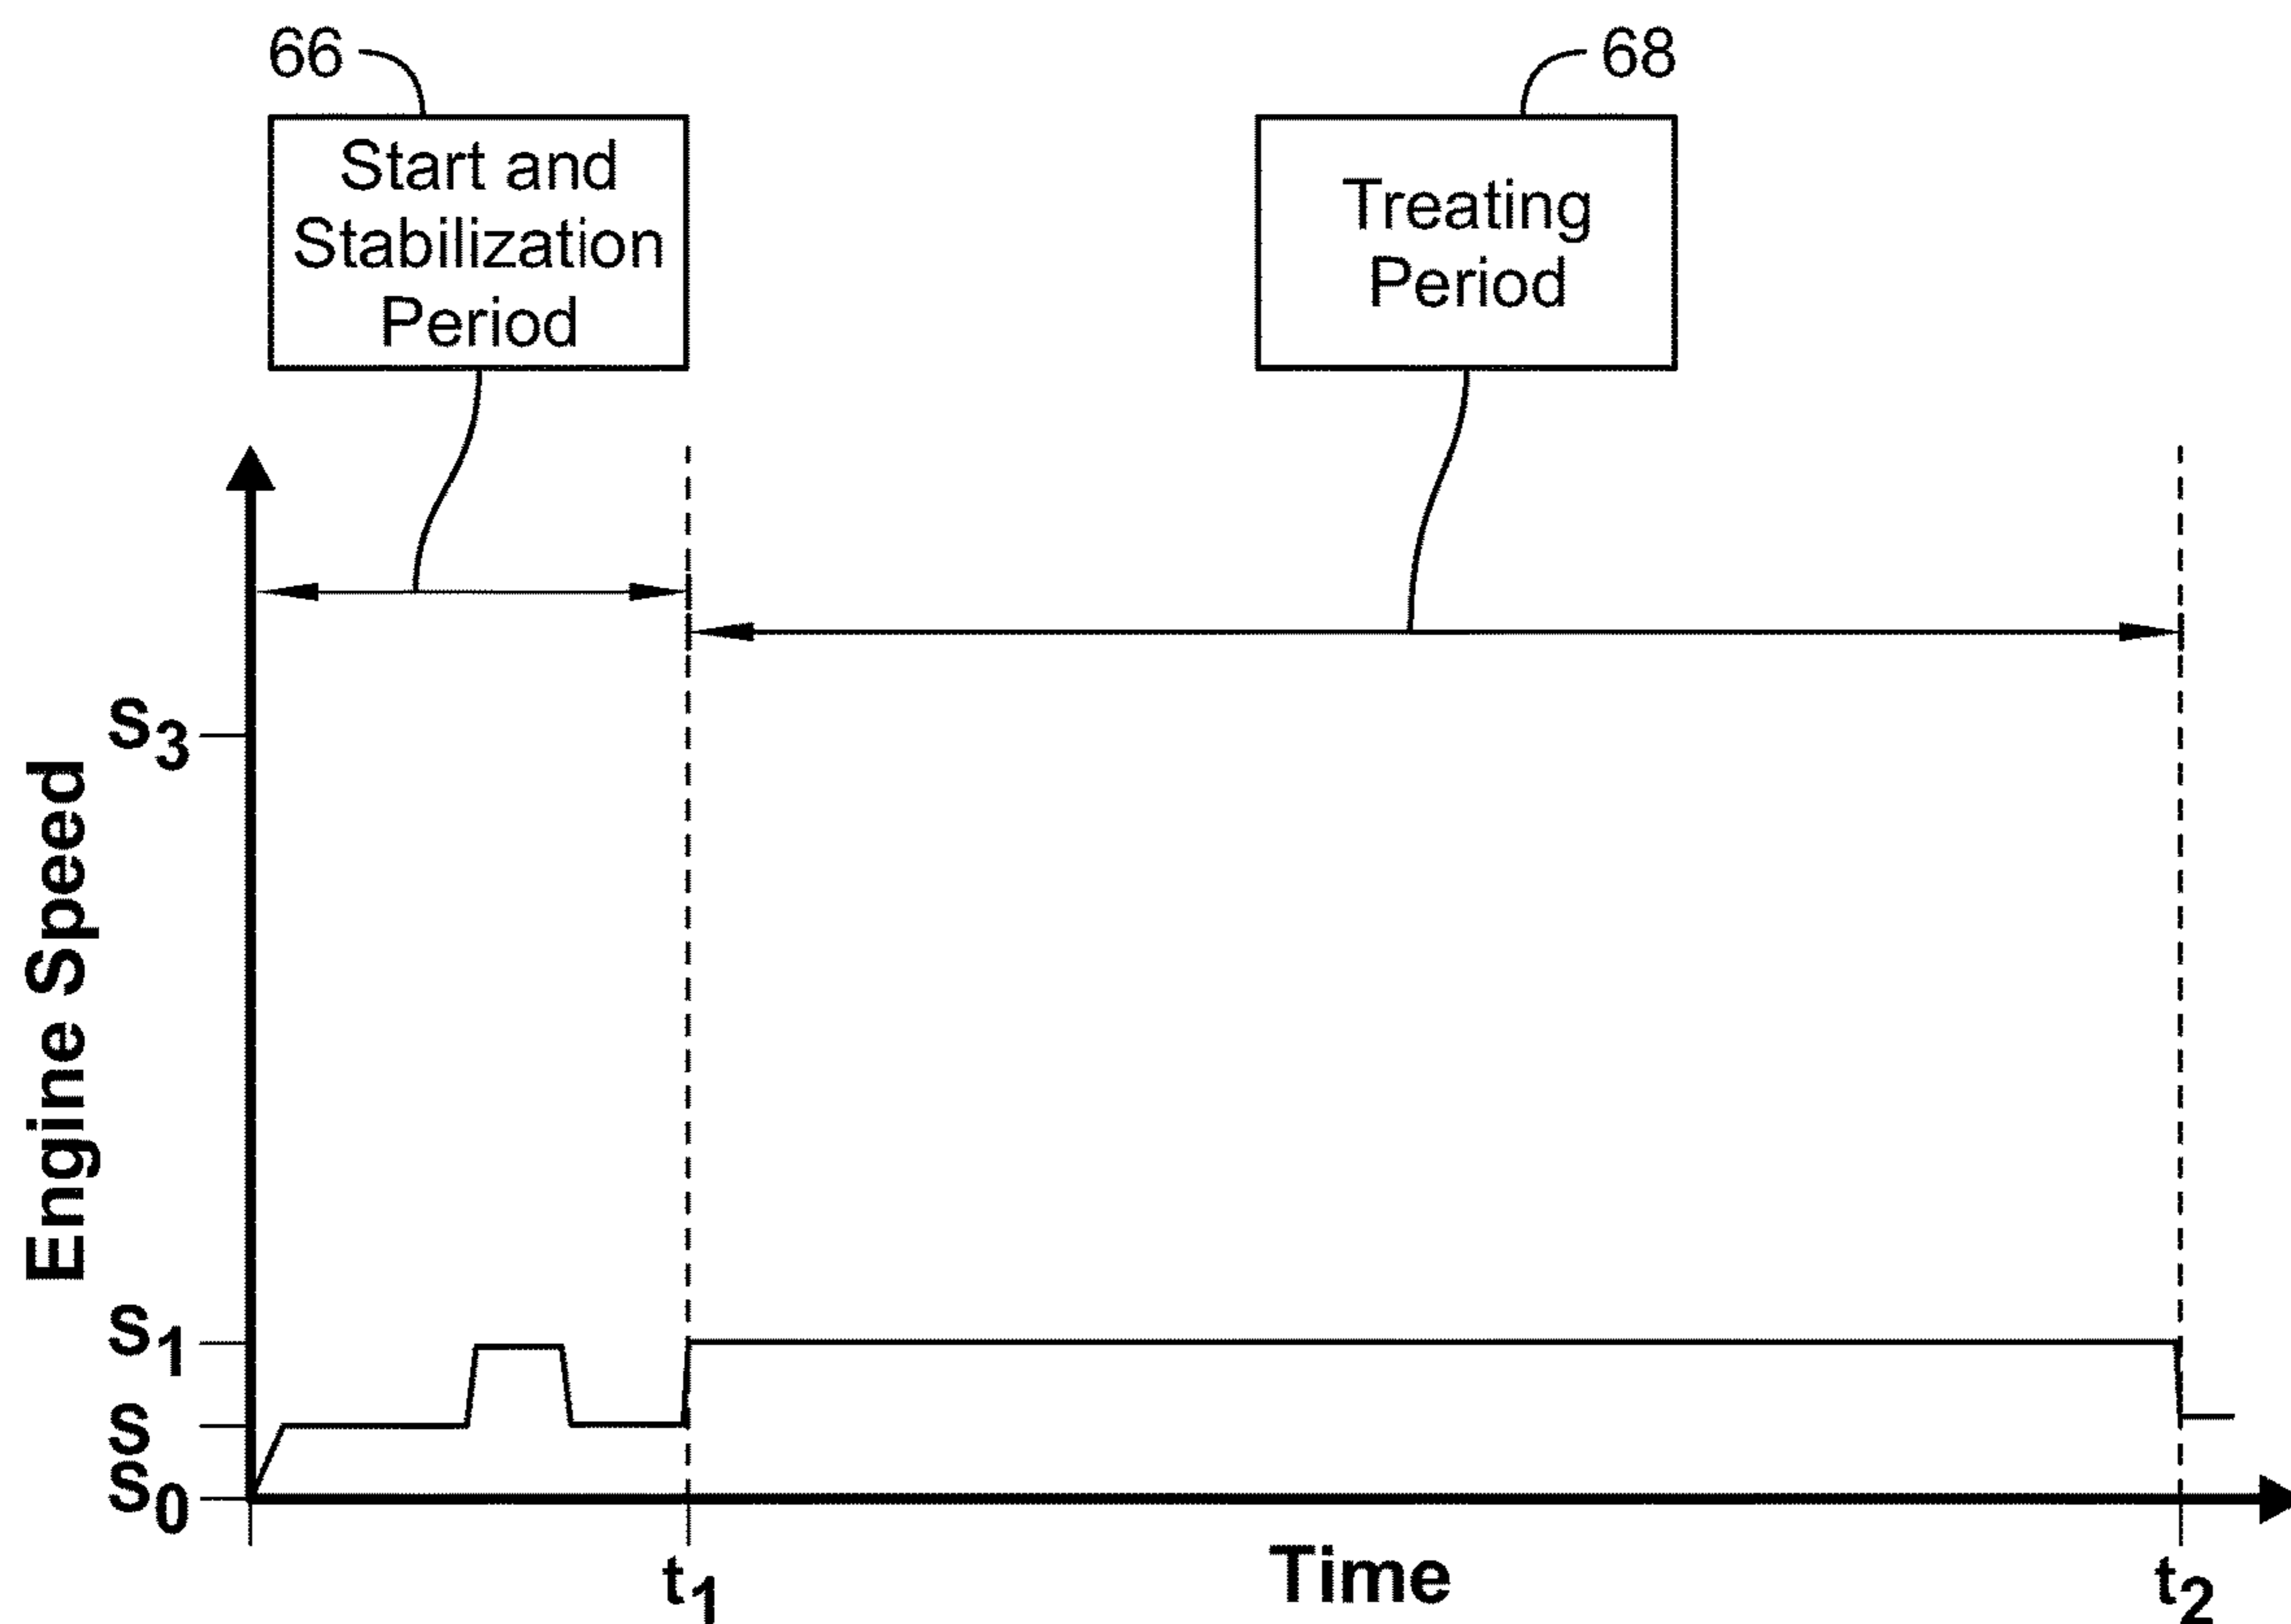 66
68
Start and
Stabilization
Period
Treating
Period
S3
Engine Speed
S1
S
S0
t1
Time
t2